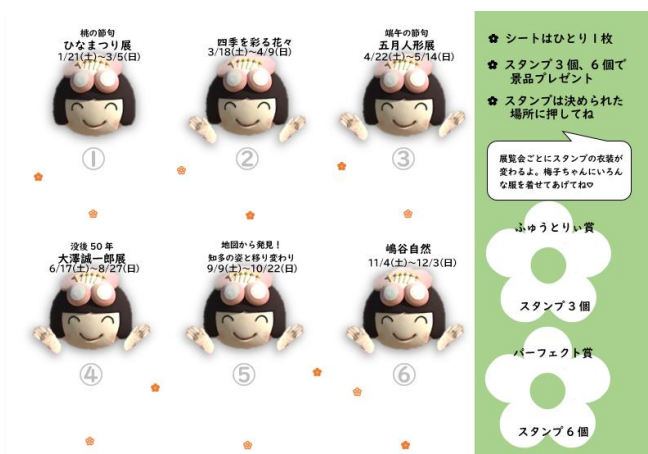 桃の節句
ひなまつり展
1/21(土)~3/5(日)
四季を彩る花々
3/18(土)~4/9(日)
端午の節句
五月人形展
4/22(土)~5/14(日)
①
②
③
没後50年
大澤誠一郎展
6/17(土)~8/27(日)
地図から発見!
知多の姿と移り変わり
9/9(土)~10/22(日)
嶋谷自然
11/4(土)~12/3(日)
④
⑤
⑥
シートはひとり1枚
スタンプ3個、6個で
景品プレゼント
スタンプは決められた
場所に押してね
展覧会ごとにスタンプの衣装が
変わるよ。梅子ちゃんにいろん
な服を着せてあげてね♡
ふゅうとりぃ賞
スタンプ3個
パーフェクト賞
スタンプ6個